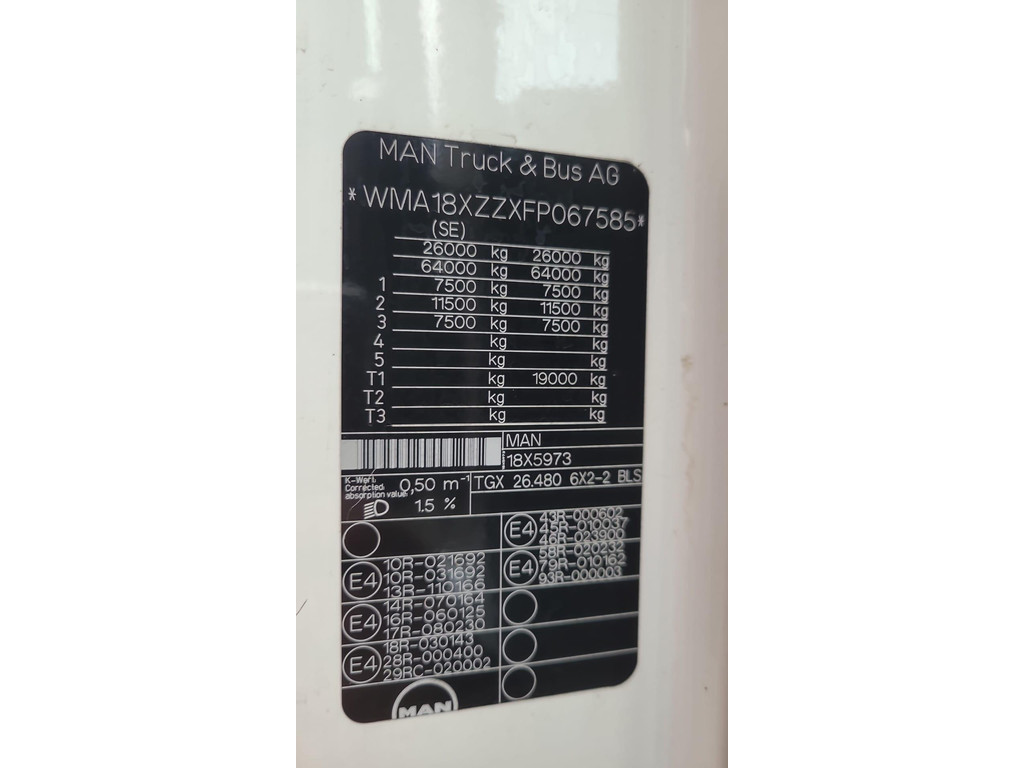 MAN Truck & Bus AG
* WMA18XZZXFP067585 *
(SE)
26000 kg 26000 kg
64000 kg 64000 kg
1 7500 kg 7500 kg
2 11500 kg 11500 kg
3 7500 kg 7500 kg
4 kg kg
5 kg kg
T1 kg 19000 kg
T2 kg kg
T3 kg kg
MAN
18X5973
K-Wert
Corrected
absorption value
0,50 m⁻¹
1.5 %
TGX 26.480 6X2-2 BLS
E4
10R-021692
10R-031692
13R-110166
E4
14R-070164
16R-060125
17R-080230
E4
18R-030143
28R-000400
29RC-020002
E4
43R-000602
45R-010037
46R-023900
E4
58R-020232
79R-010162
93R-000003
MAN